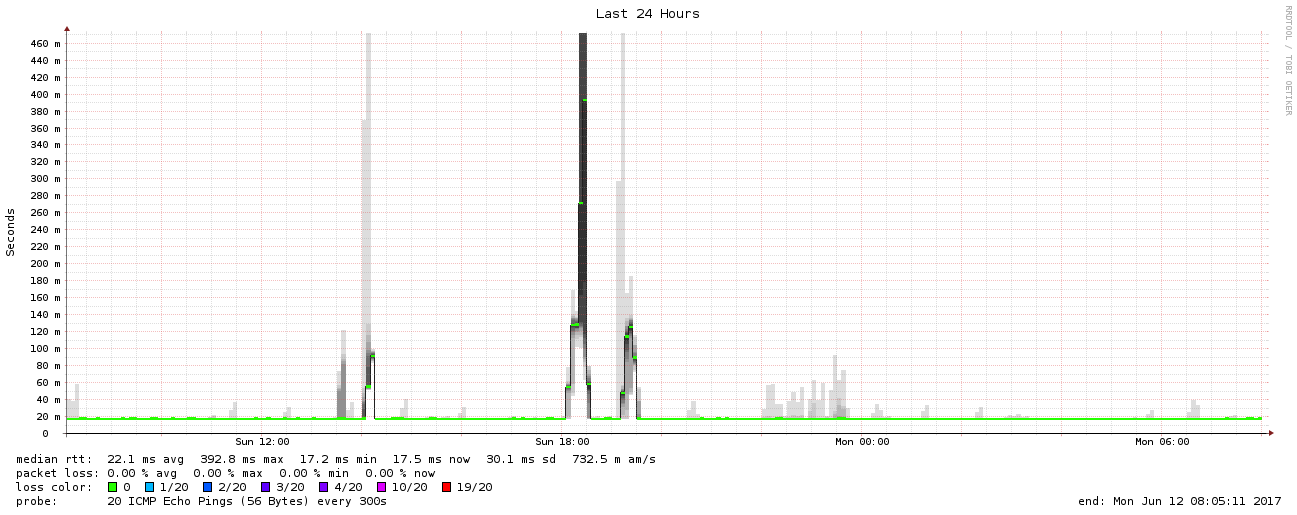 Last 24 Hours
RRDTOOL / TOBI OETIKER
Seconds
460 m
440 m
420 m
400 m
380 m
360 m
340 m
320 m
300 m
280 m
260 m
240 m
220 m
200 m
180 m
160 m
140 m
120 m
100 m
80 m
60 m
40 m
20 m
0
Sun 12:00 Sun 18:00 Mon 00:00 Mon 06:00
median rtt: 22.1 ms avg 392.8 ms max 17.2 ms min 17.5 ms now 30.1 ms sd 732.5 m am/s
packet loss: 0.00 % avg 0.00 % max 0.00 % min 0.00 % now
loss color: 0 1/20 2/20 3/20 4/20 10/20 19/20
probe: 20 ICMP Echo Pings (56 Bytes) every 300s end: Mon Jun 12 08:05:11 2017